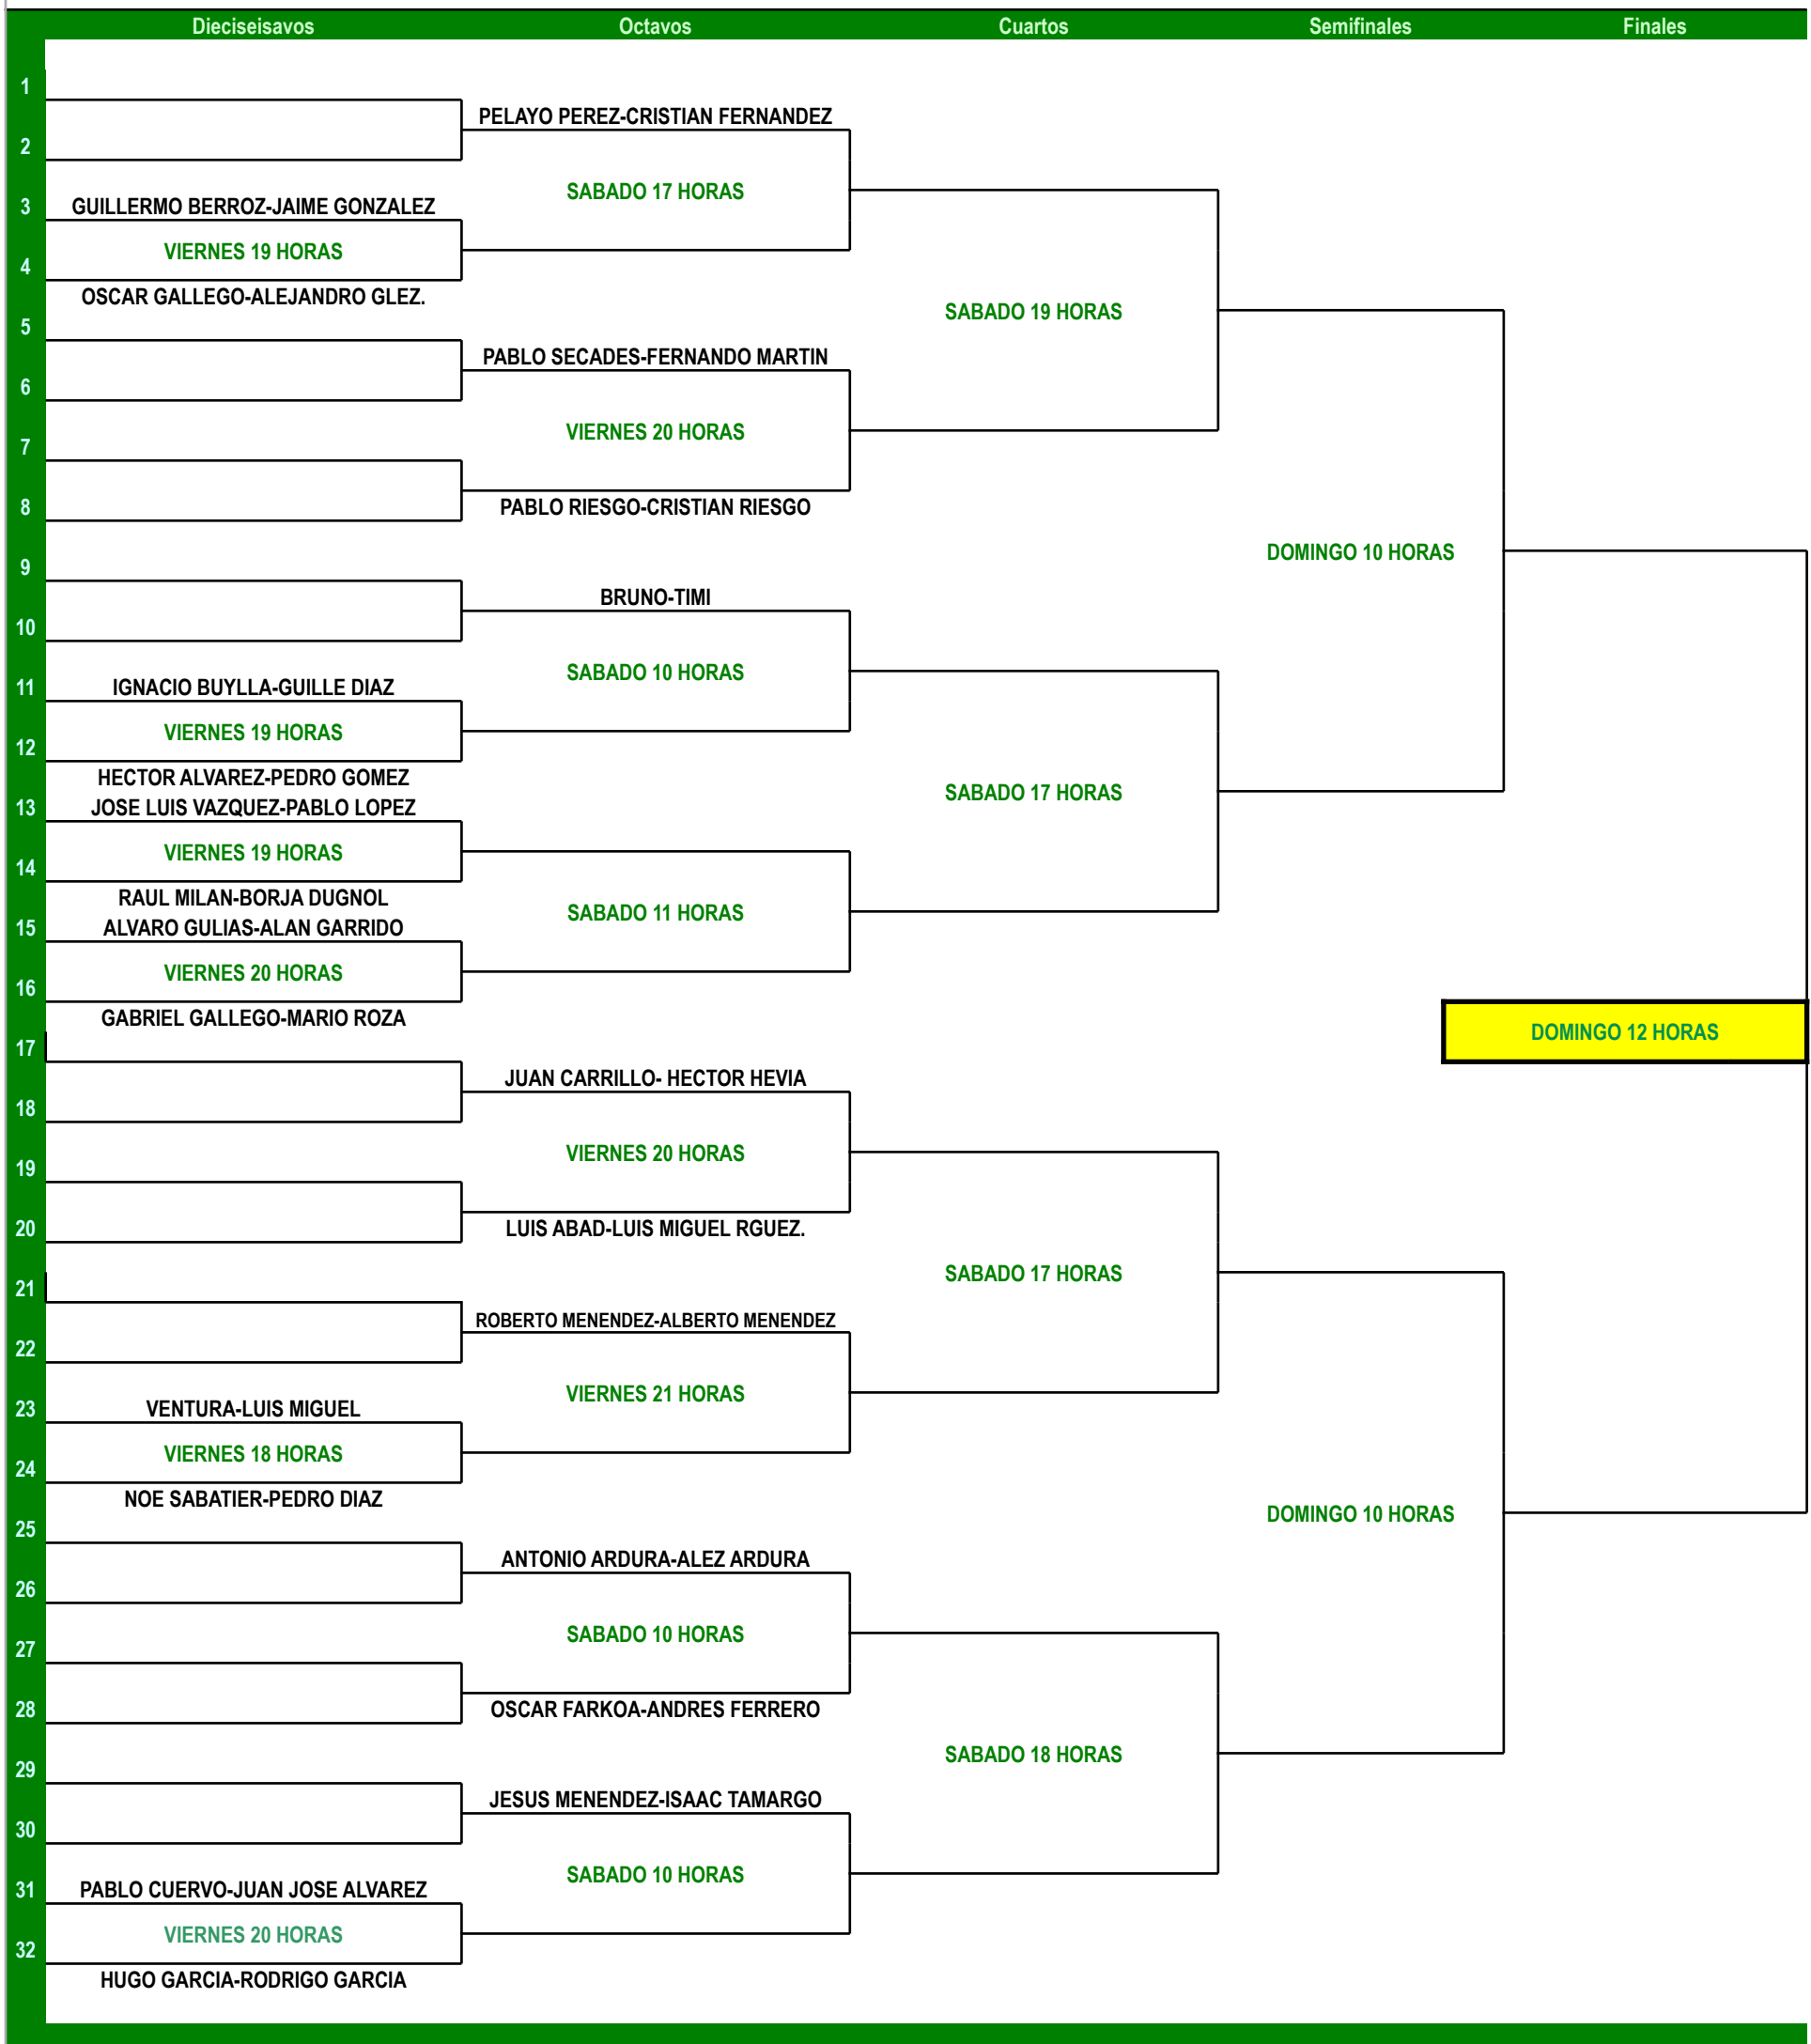 Dieciseisavos Octavos Cuartos Semifinales Finales
1
PELAYO PEREZ-CRISTIAN FERNANDEZ
2
SABADO 17 HORAS
3 GUILLERMO BERROZ-JAIME GONZALEZ
VIERNES 19 HORAS
4
OSCAR GALLEGO-ALEJANDRO GLEZ.
SABADO 19 HORAS
5
PABLO SECADES-FERNANDO MARTIN
6
VIERNES 20 HORAS
7
8 PABLO RIESGO-CRISTIAN RIESGO
DOMINGO 10 HORAS
9
BRUNO-TIMI
10
SABADO 10 HORAS
11 IGNACIO BUYLLA-GUILLE DIAZ
VIERNES 19 HORAS
12
HECTOR ALVAREZ-PEDRO GOMEZ
SABADO 17 HORAS
13 JOSE LUIS VAZQUEZ-PABLO LOPEZ
VIERNES 19 HORAS
14
RAUL MILAN-BORJA DUGNOL
SABADO 11 HORAS
15 ALVARO GULIAS-ALAN GARRIDO
VIERNES 20 HORAS
16
GABRIEL GALLEGO-MARIO ROZA
DOMINGO 12 HORAS
17
JUAN CARRILLO- HECTOR HEVIA
18
VIERNES 20 HORAS
19
20 LUIS ABAD-LUIS MIGUEL RGUEZ.
SABADO 17 HORAS
21
ROBERTO MENENDEZ-ALBERTO MENENDEZ
22
VIERNES 21 HORAS
23 VENTURA-LUIS MIGUEL
VIERNES 18 HORAS
24
NOE SABATIER-PEDRO DIAZ
DOMINGO 10 HORAS
25
ANTONIO ARDURA-ALEZ ARDURA
26
SABADO 10 HORAS
27
28 OSCAR FARKOA-ANDRES FERRERO
SABADO 18 HORAS
29
JESUS MENENDEZ-ISAAC TAMARGO
30
SABADO 10 HORAS
31 PABLO CUERVO-JUAN JOSE ALVAREZ
VIERNES 20 HORAS
32
HUGO GARCIA-RODRIGO GARCIA